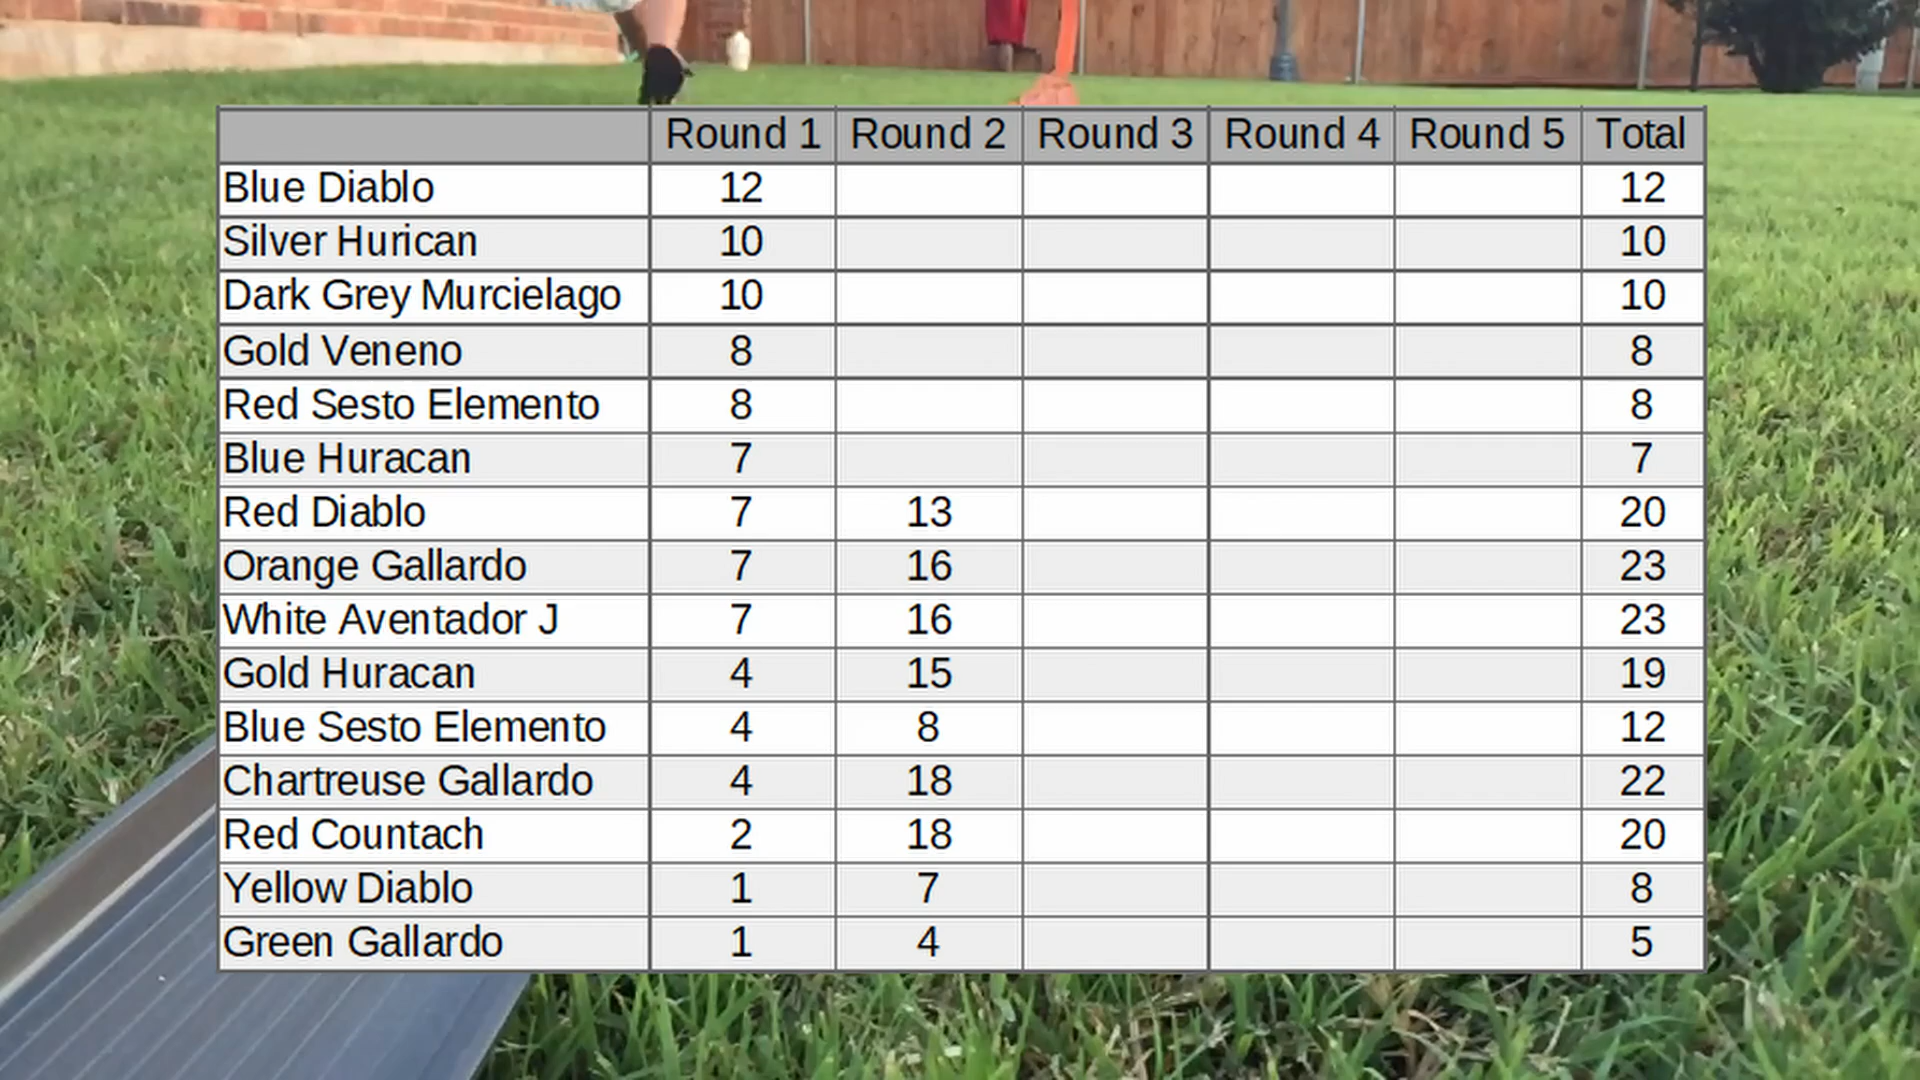 Round 1 Round 2 Round 3 Round 4 Round 5 Total
Blue Diablo 12 12
Silver Hurican 10 10
Dark Grey Murcielago 10 10
Gold Veneno 8 8
Red Sesto Elemento 8 8
Blue Huracan 7 7
Red Diablo 7 13 20
Orange Gallardo 7 16 23
White Aventador J 7 16 23
Gold Huracan 4 15 19
Blue Sesto Elemento 4 8 12
Chartreuse Gallardo 4 18 22
Red Countach 2 18 20
Yellow Diablo 1 7 8
Green Gallardo 1 4 5